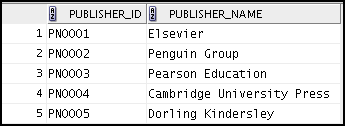 PUBLISHER_ID PUBLISHER_NAME
1 PN0001 Elsevier
2 PN0002 Penguin Group
3 PN0003 Pearson Education
4 PN0004 Cambridge University Press
5 PN0005 Dorling Kindersley